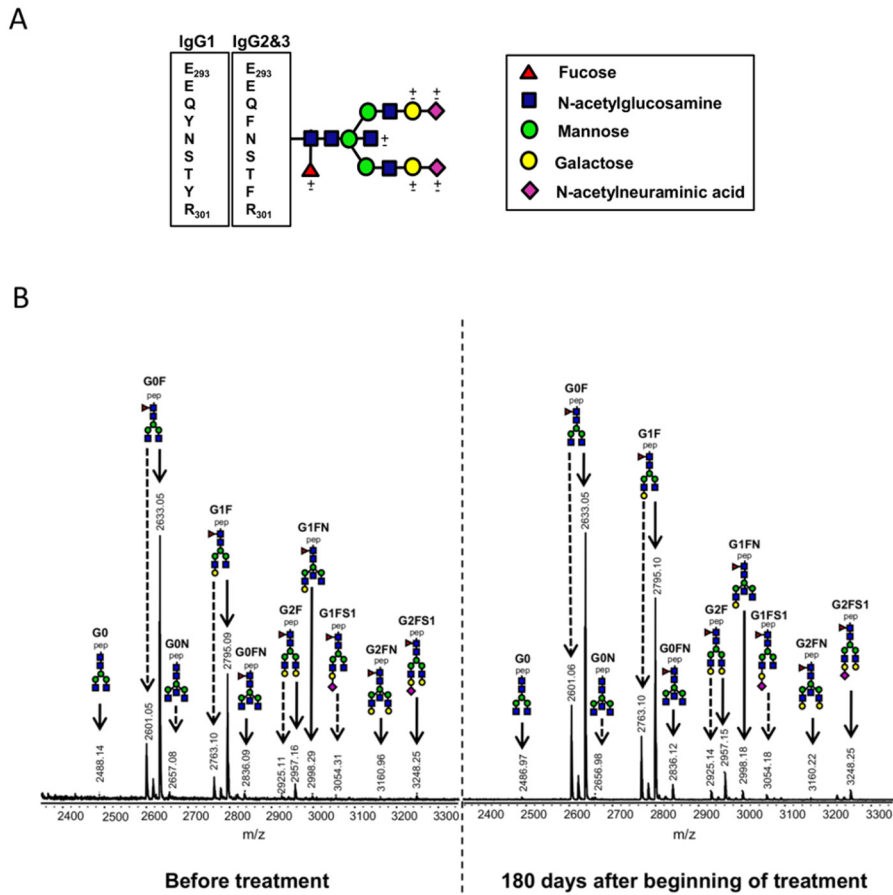 A
IgG1 IgG2&3
E293 E293
E E
Q Q
Y F
N N
S S
T T
Y F
R301 R301
± ±
±
± ± ±
Fucose
N-acetylglucosamine
Mannose
Galactose
N-acetylneuraminic acid
B
G0F
pep
2601.05
2633.05
G1F
pep
2763.10
2795.09
G1FN
pep
2998.29
G0
pep
2488.14
G0N
pep
2657.08
G0FN
pep
2836.09
G2F
pep
2925.11
2957.16
G1FS1
pep
3054.31
G2FN
pep
3160.96
G2FS1
pep
3248.25
2400 2500 2600 2700 2800 2900 3000 3100 3200 3300
m/z
Before treatment
G0F
pep
2601.06
2633.05
G1F
pep
2763.10
2795.10
G1FN
pep
2998.18
G0
pep
2486.97
G0N
pep
2656.98
G0FN
pep
2836.12
G2F
pep
2925.14
2957.15
G1FS1
pep
3054.18
G2FN
pep
3160.22
G2FS1
pep
3248.25
2400 2500 2600 2700 2800 2900 3000 3100 3200 3300
m/z
180 days after beginning of treatment